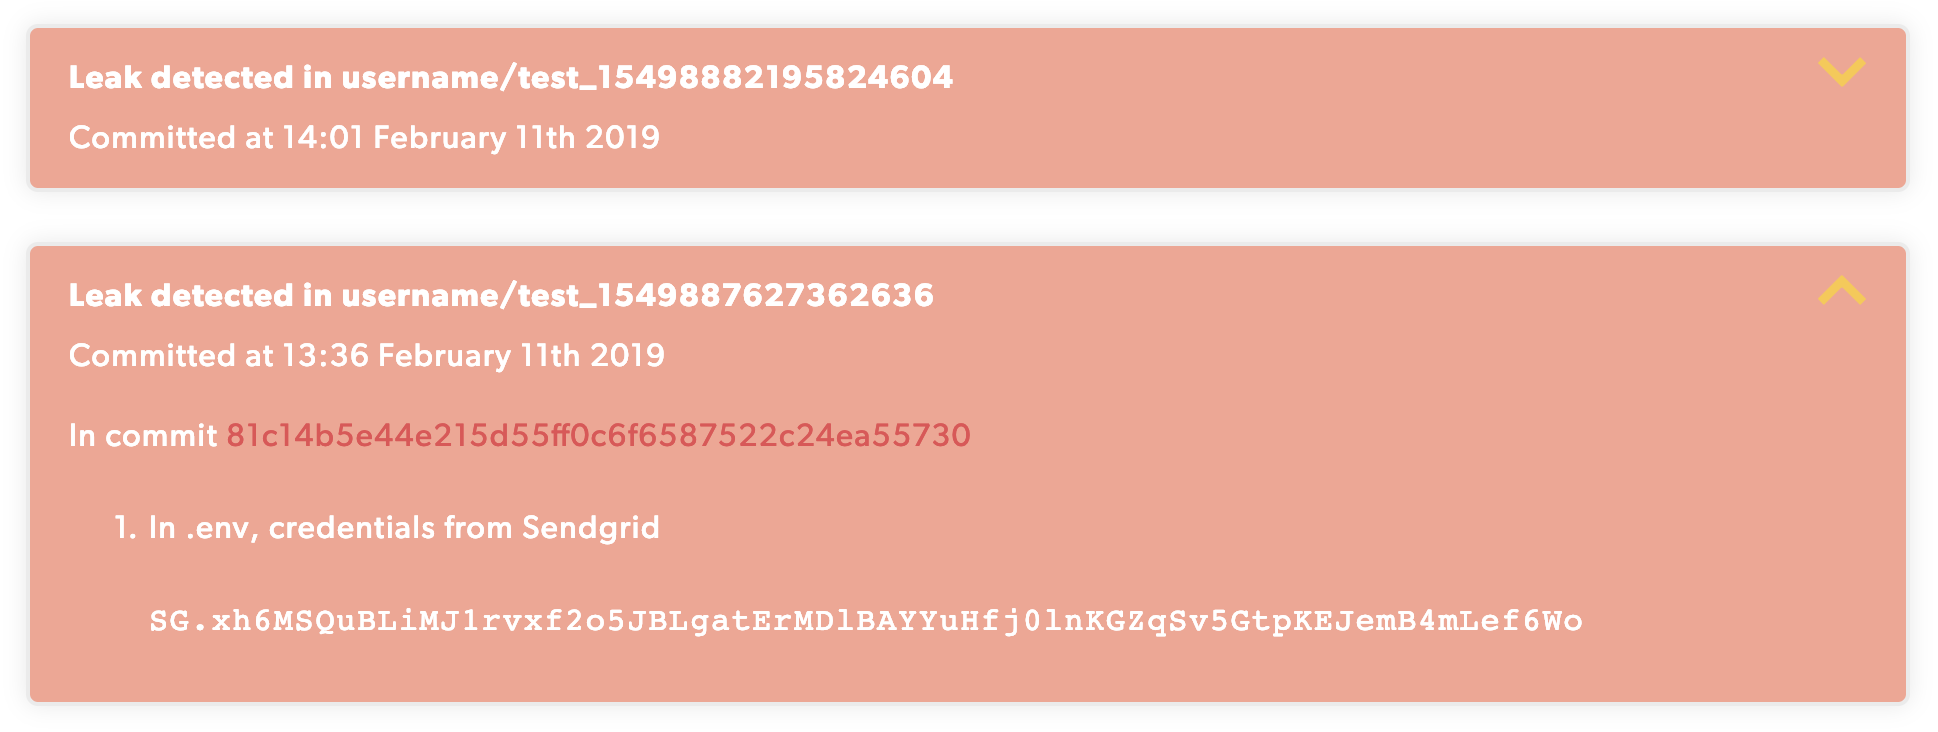 Leak detected in username/test_15498882195824604
Committed at 14:01 February 11th 2019
Leak detected in username/test_1549887627362636
Committed at 13:36 February 11th 2019
In commit 81c14b5e44e215d55ff0c6f6587522c24ea55730
1. In .env, credentials from Sendgrid
SG.xh6MSQuBLiMJ1rvxf2o5JBLgatErMDlBAYYuHfj0lnKGZqSv5GtpKEJemB4mLef6Wo